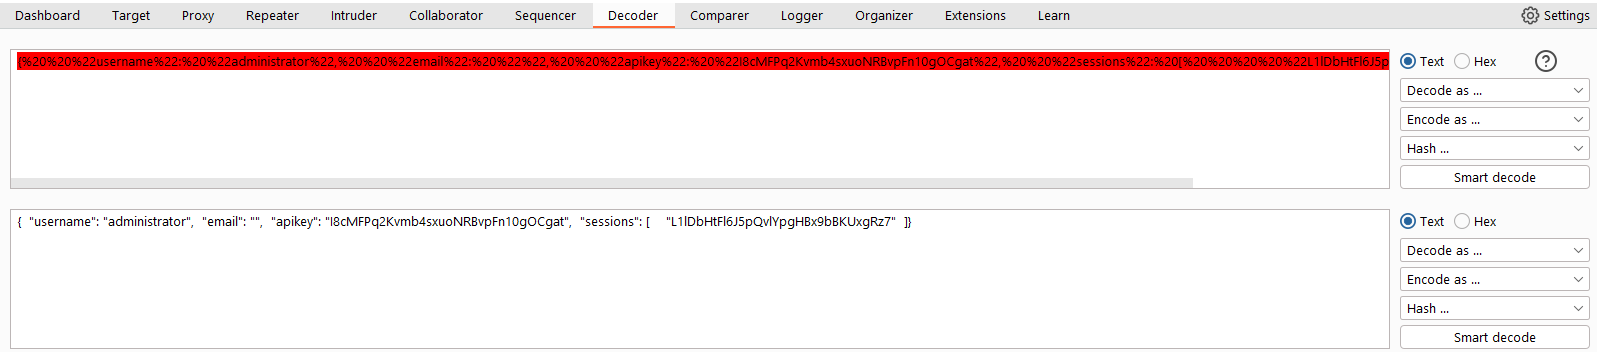 Dashboard Target Proxy Repeater Intruder Collaborator Sequencer Decoder Comparer Logger Organizer Extensions Learn Settings
{%20%20%22username%22:%20%22administrator%22,%20%20%22email%22:%20%22%22,%20%20%22apikey%22:%20%22I8cMFPq2Kvmb4sxuoNRBvpFn10gOCgat%22,%20%20%22sessions%22:%20[%20%20%20%20%22L1lDbHtFl6J5p
Text Hex ?
Decode as ...
Encode as ...
Hash ...
Smart decode
{  "username": "administrator",  "email": "",  "apikey": "I8cMFPq2Kvmb4sxuoNRBvpFn10gOCgat",  "sessions": [    "L1lDbHtFl6J5pQvlYpgHBx9bBKUxgRz7"  ]}
Text Hex
Decode as ...
Encode as ...
Hash ...
Smart decode